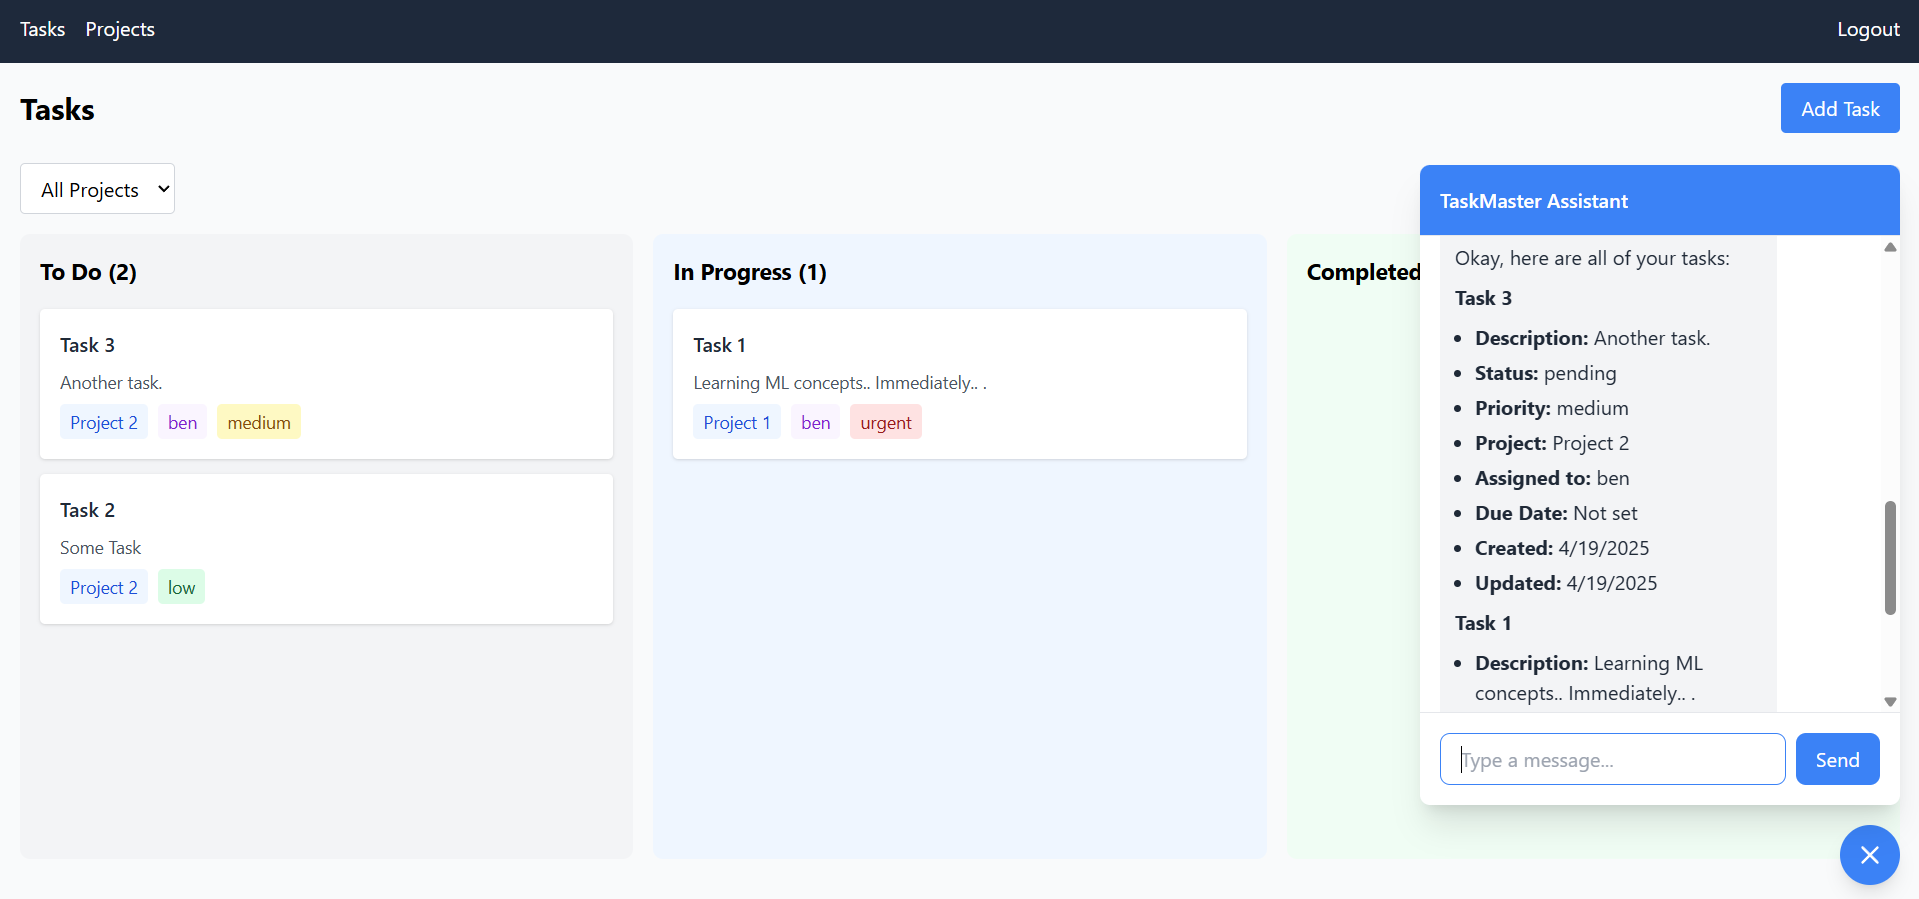 Tasks Projects Logout
Tasks
Add Task
All Projects
To Do (2)
Task 3
Another task.
Project 2 ben medium
Task 2
Some Task
Project 2 low
In Progress (1)
Task 1
Learning ML concepts.. Immediately.. .
Project 1 ben urgent
Completed
TaskMaster Assistant
Okay, here are all of your tasks:
Task 3
• Description: Another task.
• Status: pending
• Priority: medium
• Project: Project 2
• Assigned to: ben
• Due Date: Not set
• Created: 4/19/2025
• Updated: 4/19/2025
Task 1
• Description: Learning ML
concepts.. Immediately.. .
Type a message...
Send